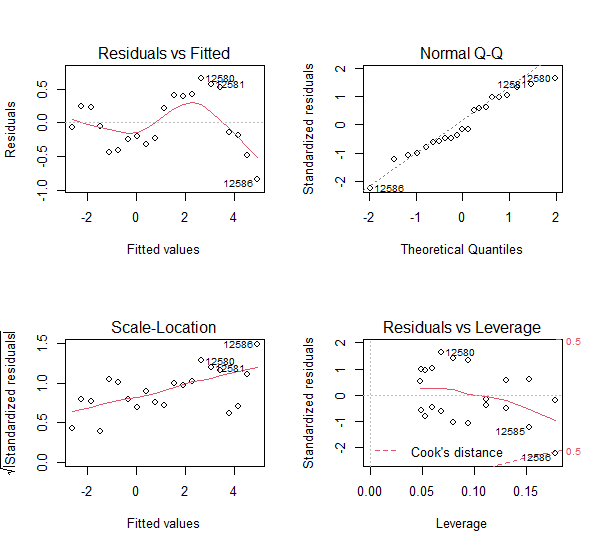 Residuals vs Fitted
Residuals
0.5
0.0
-0.5
-1.0
12580
12581
12586
-2 0 2 4
Fitted values
Normal Q-Q
Standardized residuals
2
1
0
-1
-2
12581 12580
12586
-2 -1 0 1 2
Theoretical Quantiles
Scale-Location
√|Standardized residuals|
1.5
1.0
0.5
0.0
12586
12580
12581
-2 0 2 4
Fitted values
Residuals vs Leverage
Standardized residuals
2
1
0
-1
-2
0.5
12580
12585
12586
0.5
Cook's distance
0.00 0.05 0.10 0.15
Leverage